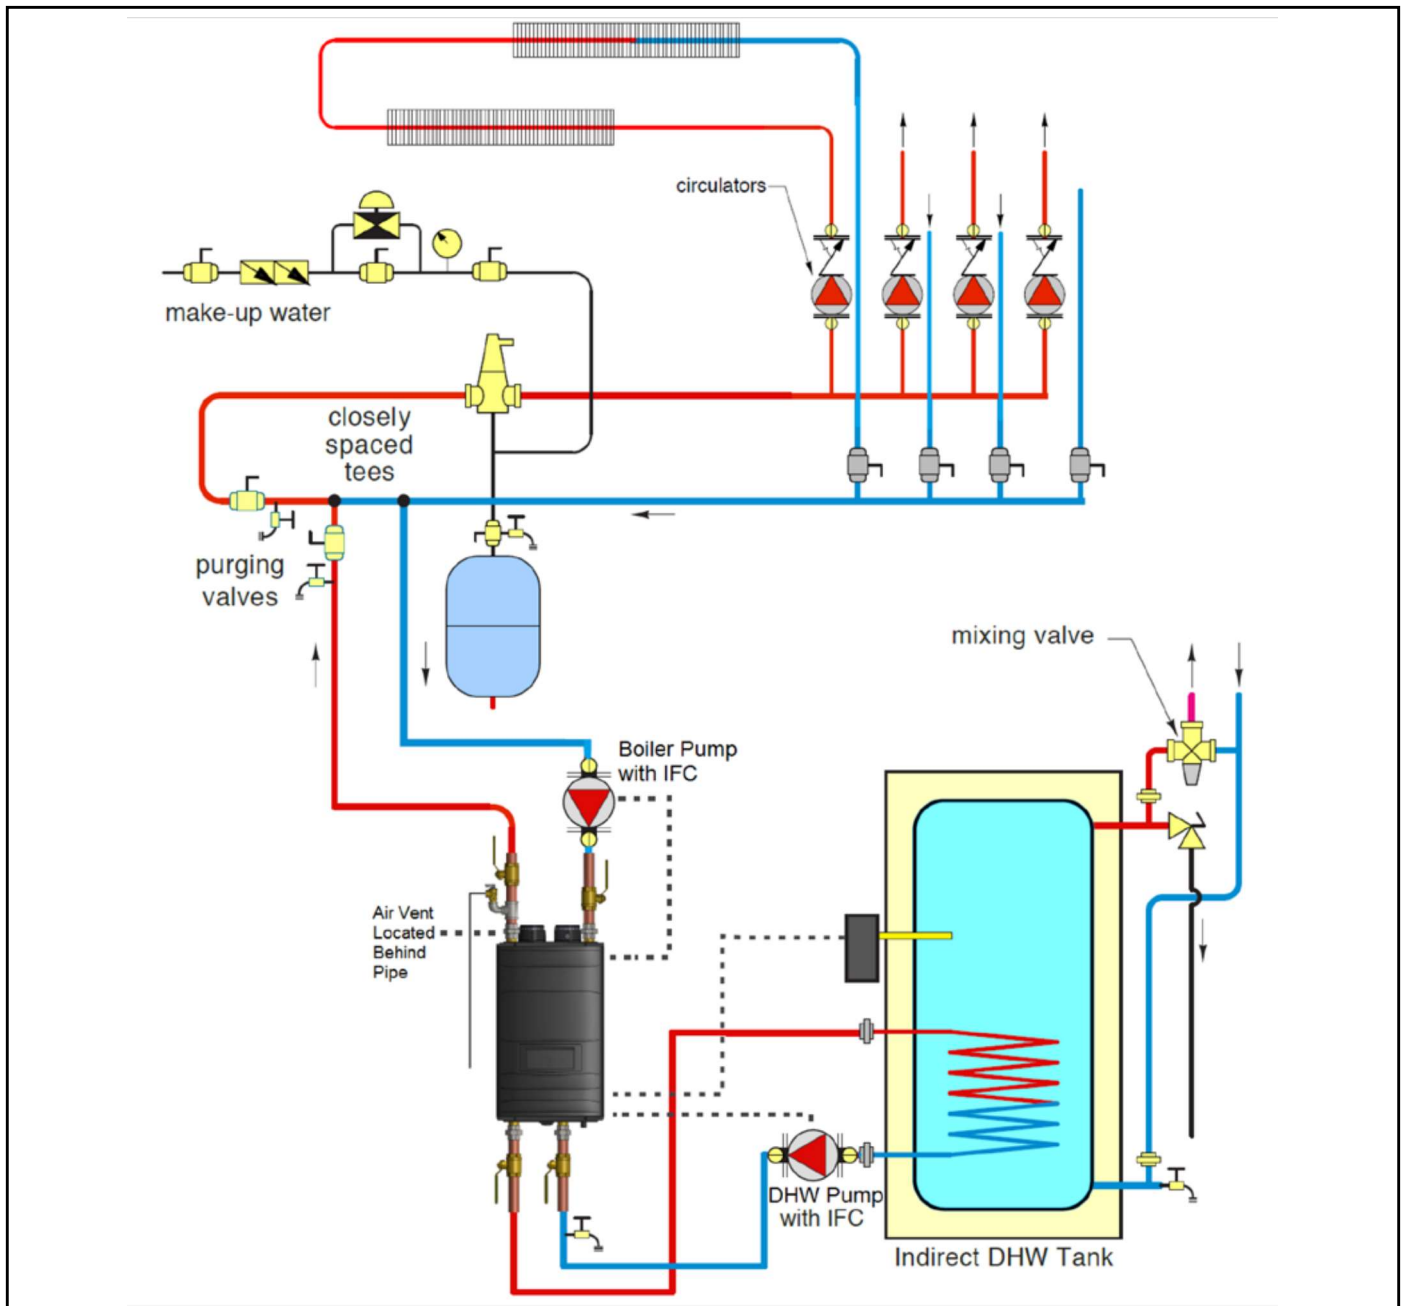 circulators
make-up water
closely
spaced
tees
purging
valves
mixing valve
Boiler Pump
with IFC
Air Vent
Located
Behind
Pipe
DHW Pump
with IFC
Indirect DHW Tank